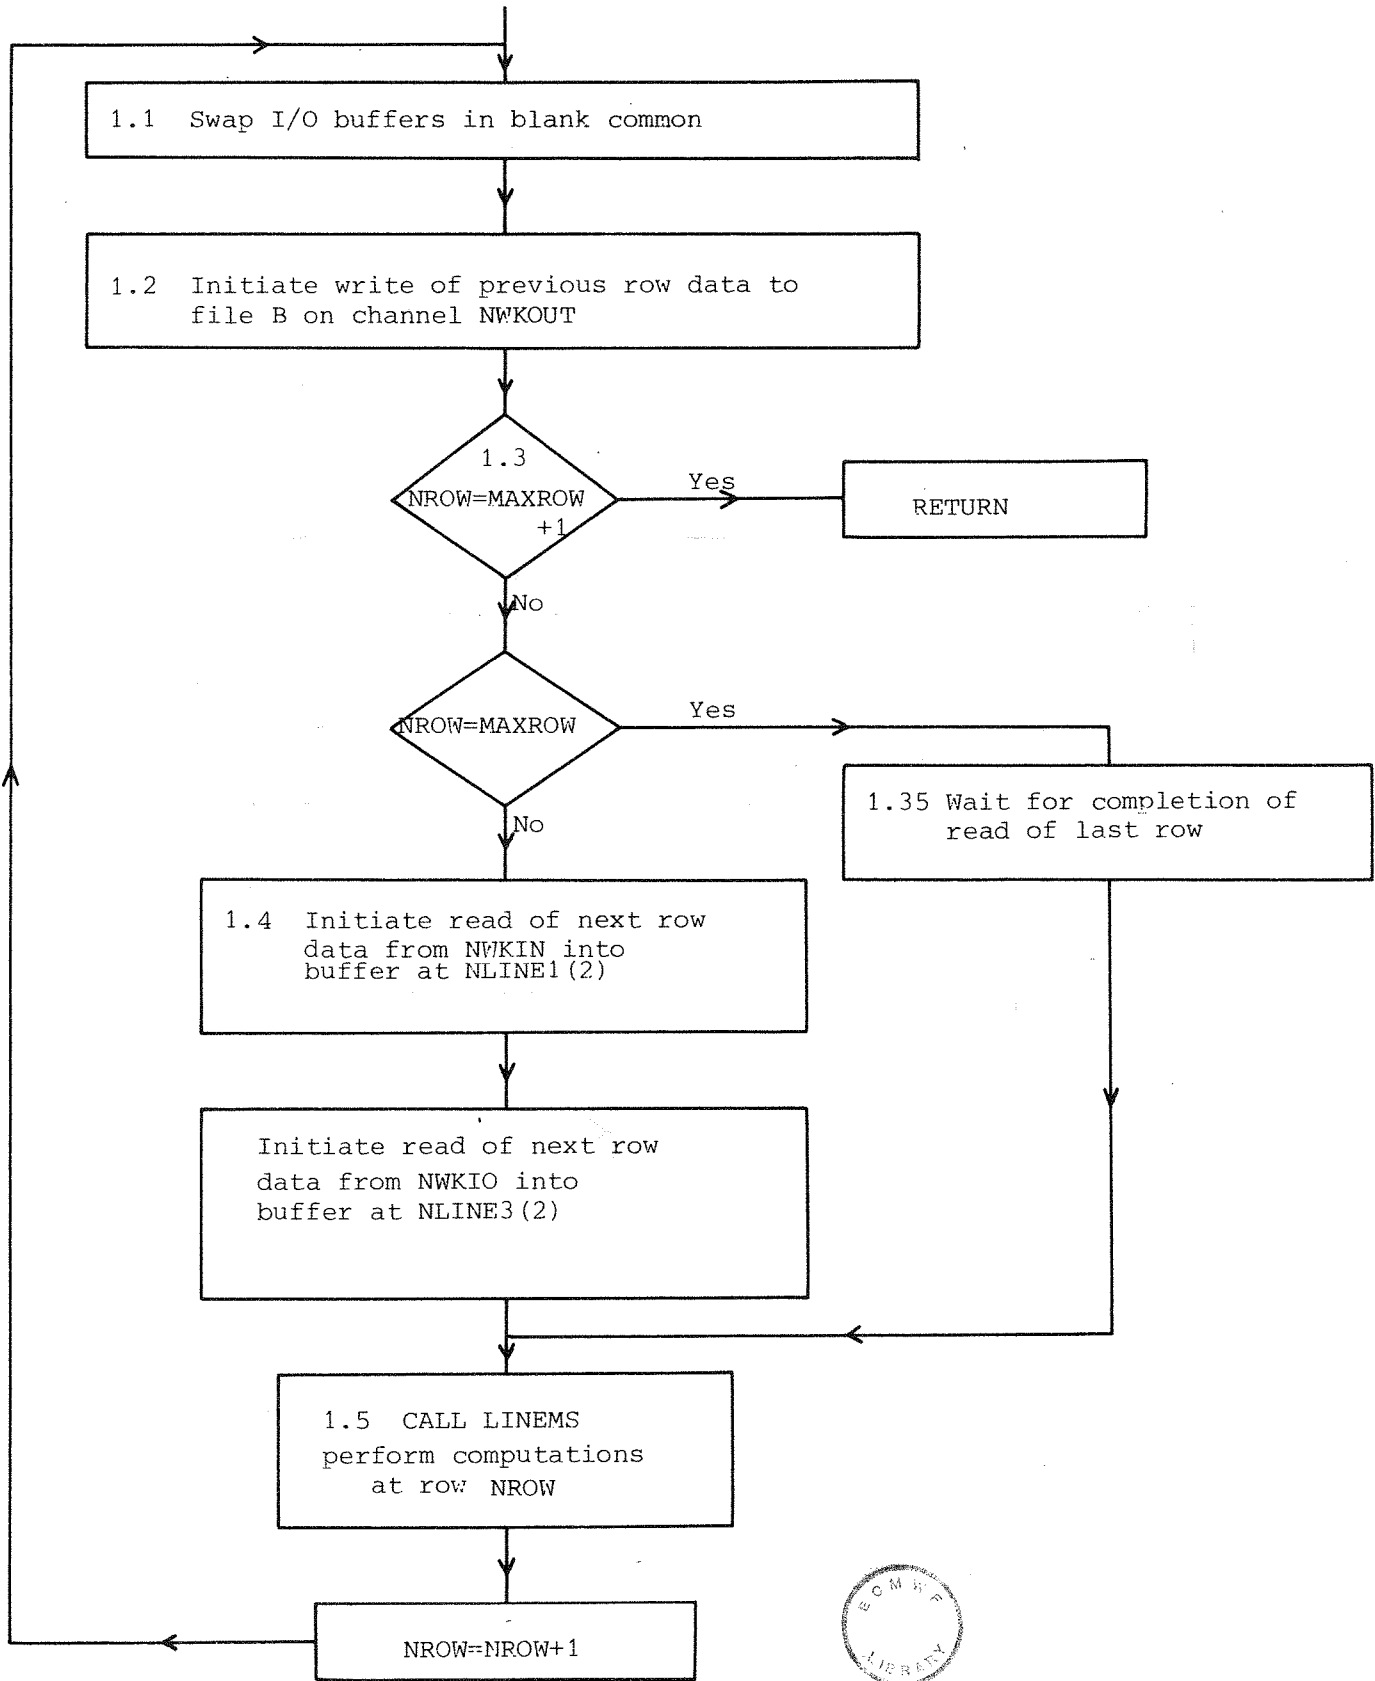 1.1 Swap I/O buffers in blank common
1.2 Initiate write of previous row data to
file B on channel NWKOUT
1.3
NROW=MAXROW
+1
Yes
RETURN
No
NROW=MAXROW
Yes
1.35 Wait for completion of
read of last row
No
1.4 Initiate read of next row
data from NWKIN into
buffer at NLINE1(2)
Initiate read of next row
data from NWKIO into
buffer at NLINE3(2)
1.5 CALL LINEMS
perform computations
at row NROW
NROW=NROW+1
ECMWF
LIBRARY